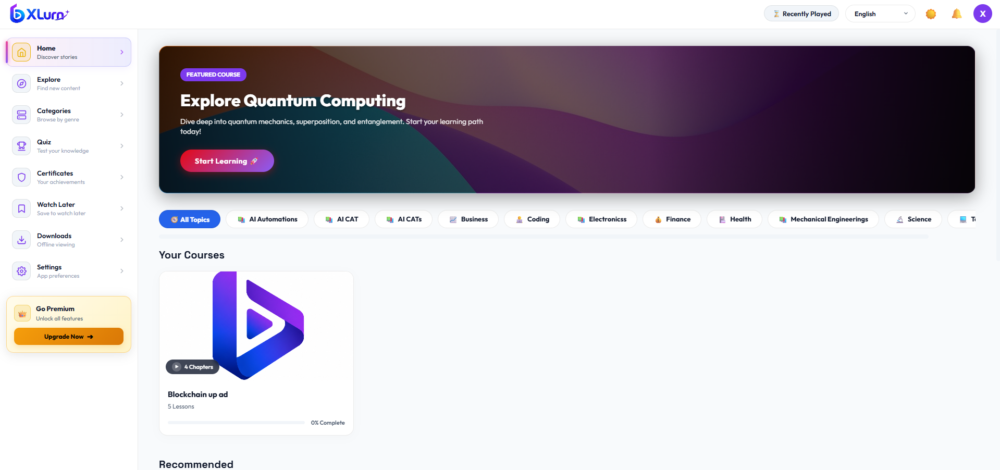 XLurn
Recently Played
English
X
Home
Discover stories
Explore
Find new content
Categories
Browse by genre
Quiz
Test your knowledge
Certificates
Your achievements
Watch Later
Save to watch later
Downloads
Offline viewing
Settings
App preferences
Go Premium
Unlock all features
Upgrade Now →
FEATURED COURSE
Explore Quantum Computing
Dive deep into quantum mechanics, superposition, and entanglement. Start your learning path
today!
Start Learning
All Topics
AI Automations
AI CAT
AI CATs
Business
Coding
Electronicss
Finance
Health
Mechanical Engineerings
Science
Your Courses
4 Chapters
Blockchain up ad
5 Lessons
0% Complete
Recommended